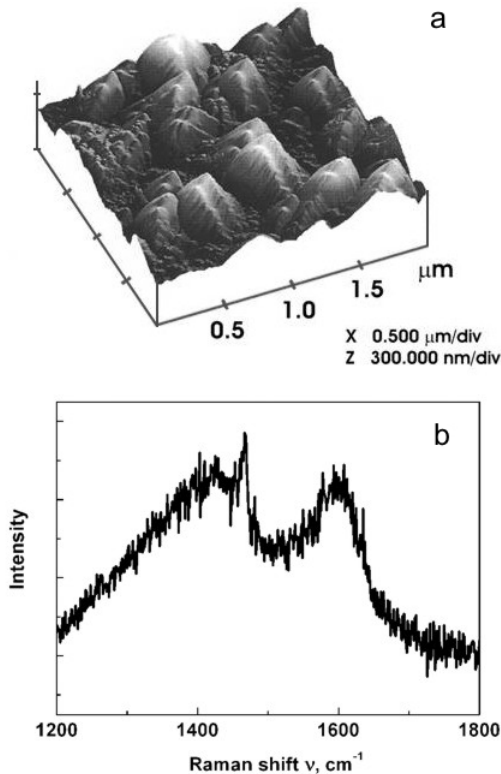 a
μm
0.5 1.0 1.5
X 0.500 μm/div
Z 300.000 nm/div
b
Intensity
1200 1400 1600 1800
Raman shift ν, cm⁻¹